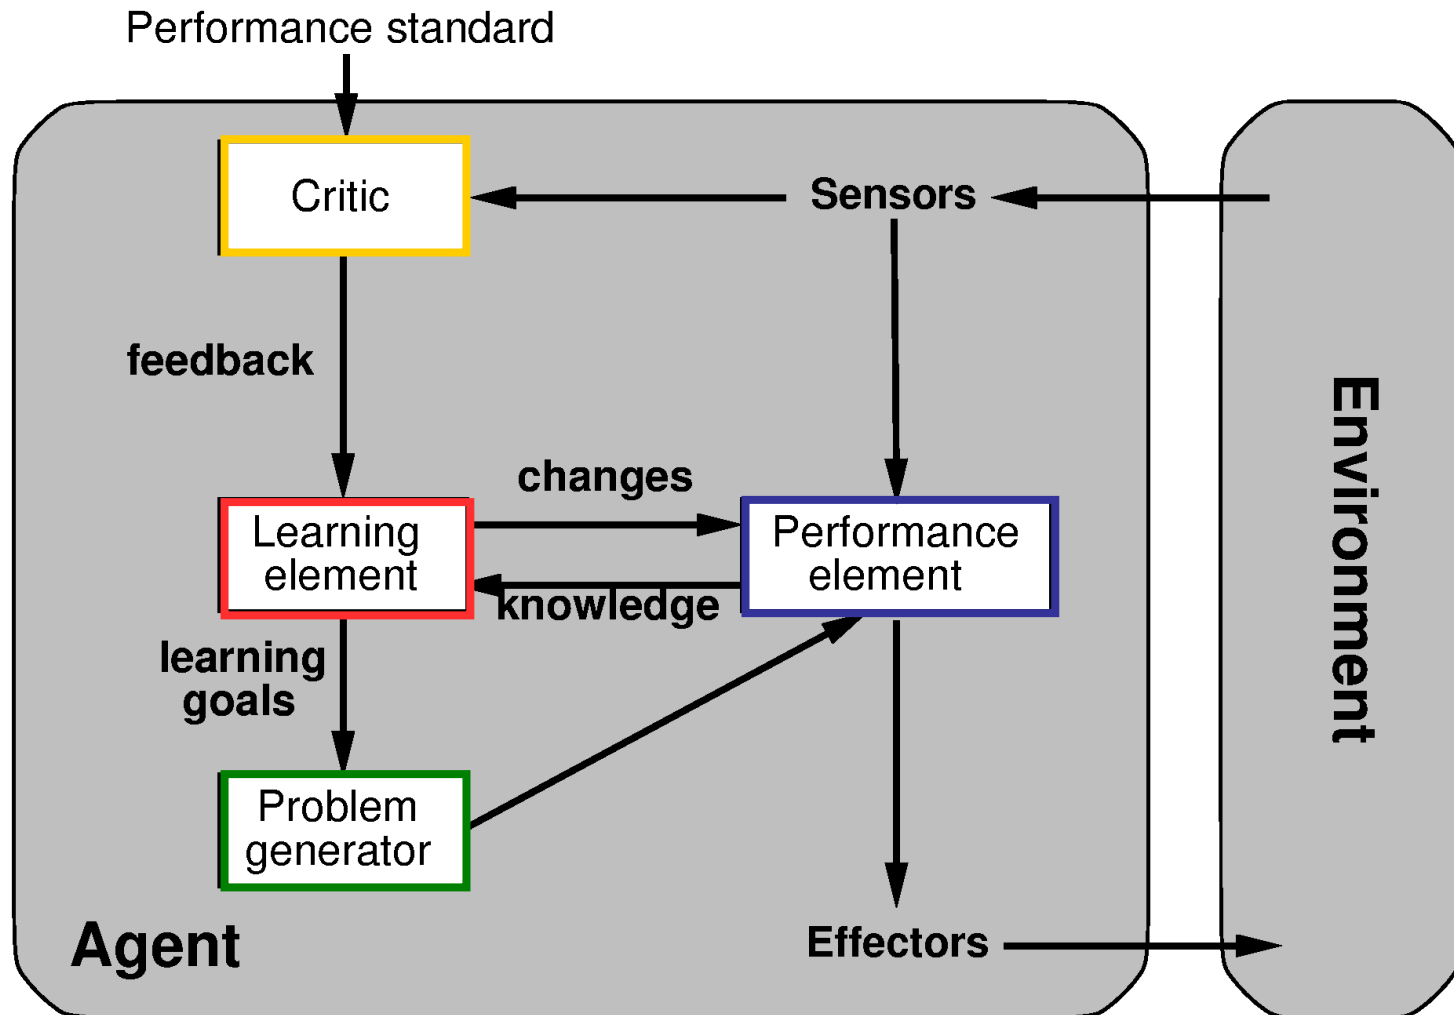 Performance standard
Critic
Sensors
feedback
changes
Learning
element
Performance
element
knowledge
learning
goals
Problem
generator
Agent
Effectors
Environment